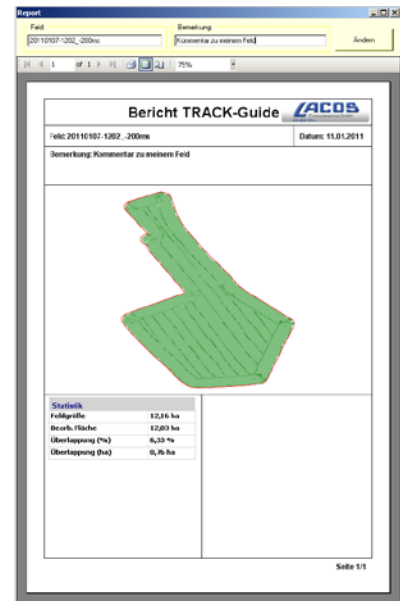 Report
Feld:
Bemerkung:
20110107-1202_-200ms
Kommentar zu meinem Feld
Ändern
1 of 1
75%
Bericht TRACK-Guide
LACOS
Feld: 20110107-1202_-200ms
Datum: 11.01.2011
Bemerkung: Kommentar zu meinem Feld
Statistik
Feldgröße 12,16 ha
Bearb. Fläche 12,03 ha
Überlappung (%) 6,33 %
Überlappung (ha) 0,76 ha
Seite 1/1